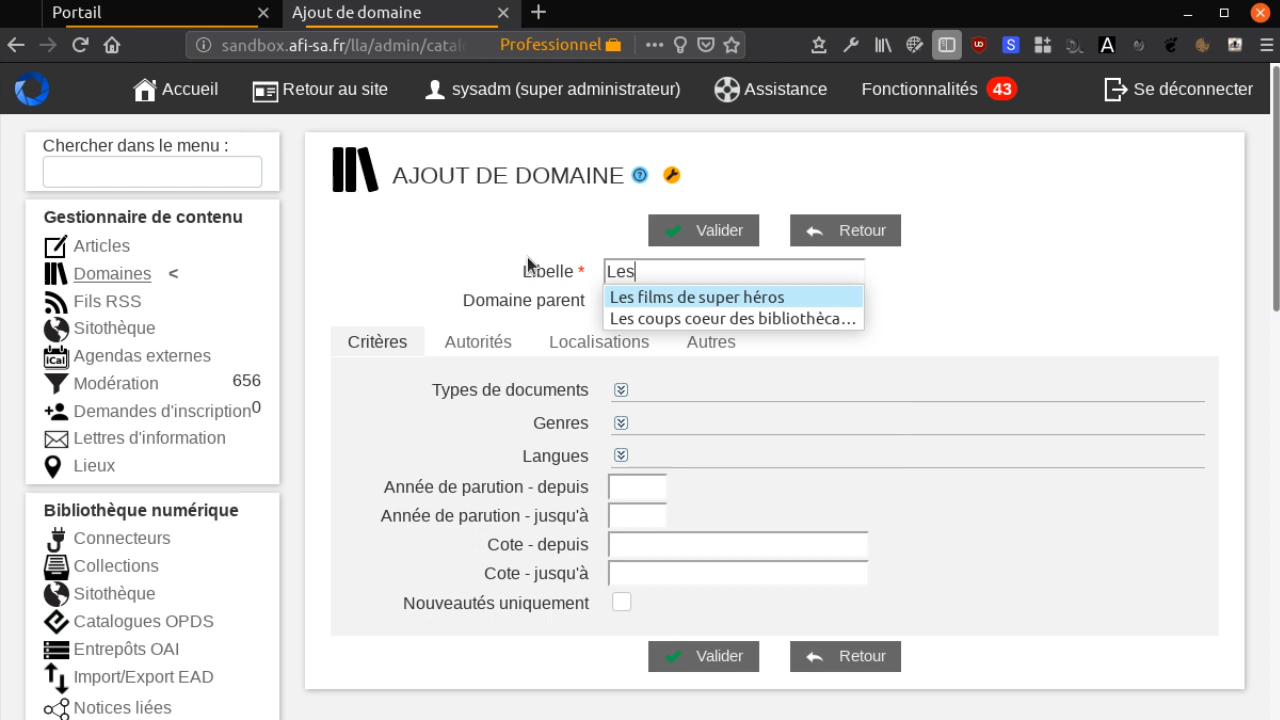 Portail
Ajout de domaine
sandbox.afi-sa.fr/lla/admin/catal
Professionnel
Accueil
Retour au site
sysadm (super administrateur)
Assistance
Fonctionnalités 43
Se déconnecter
Chercher dans le menu :
Gestionnaire de contenu
Articles
Domaines <
Fils RSS
Sitothèque
Agendas externes
Modération 656
Demandes d'inscription 0
Lettres d'information
Lieux
Bibliothèque numérique
Connecteurs
Collections
Sitothèque
Catalogues OPDS
Entrepôts OAI
Import/Export EAD
Notices liées
AJOUT DE DOMAINE
Valider
Retour
Libelle * Les
Les films de super héros
Les coups coeur des bibliothèca…
Domaine parent
Critères
Autorités
Localisations
Autres
Types de documents
Genres
Langues
Année de parution - depuis
Année de parution - jusqu'à
Cote - depuis
Cote - jusqu'à
Nouveautés uniquement
Valider
Retour